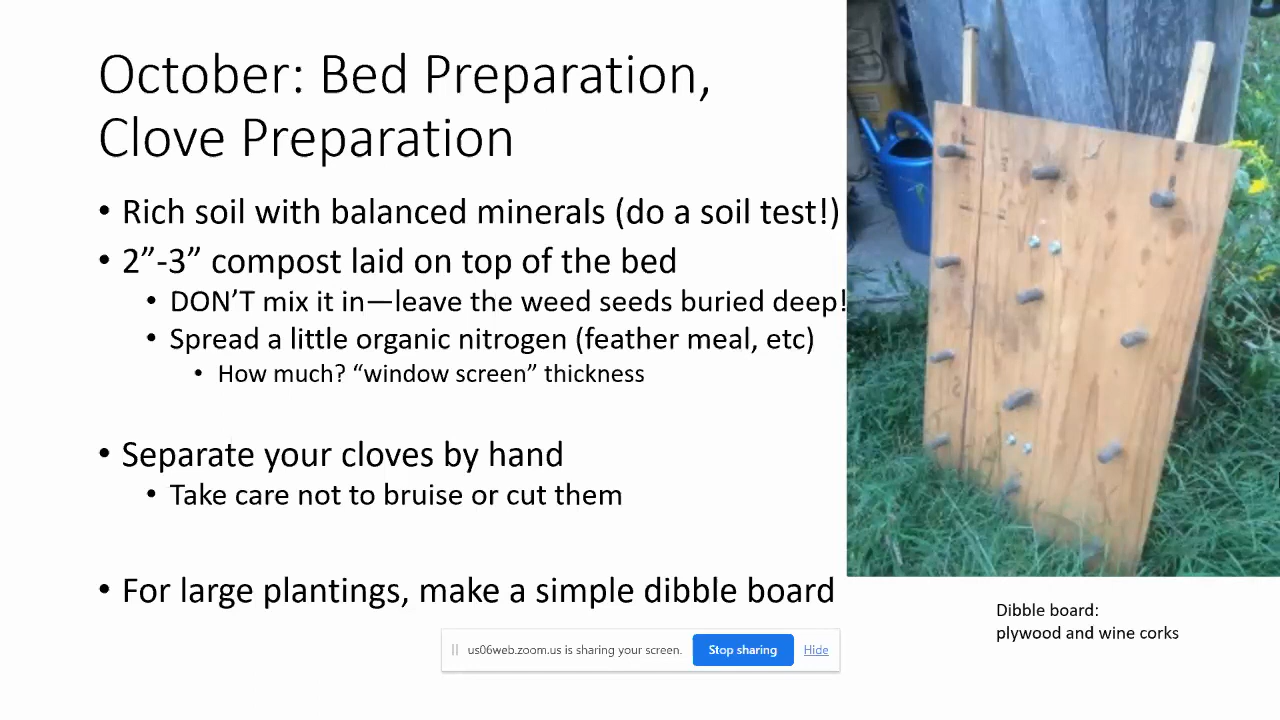 October: Bed Preparation,
Clove Preparation
• Rich soil with balanced minerals (do a soil test!)
• 2”-3” compost laid on top of the bed
• DON’T mix it in—leave the weed seeds buried deep!
• Spread a little organic nitrogen (feather meal, etc)
• How much? “window screen” thickness
• Separate your cloves by hand
• Take care not to bruise or cut them
• For large plantings, make a simple dibble board
Dibble board:
plywood and wine corks
us06web.zoom.us is sharing your screen. Stop sharing Hide